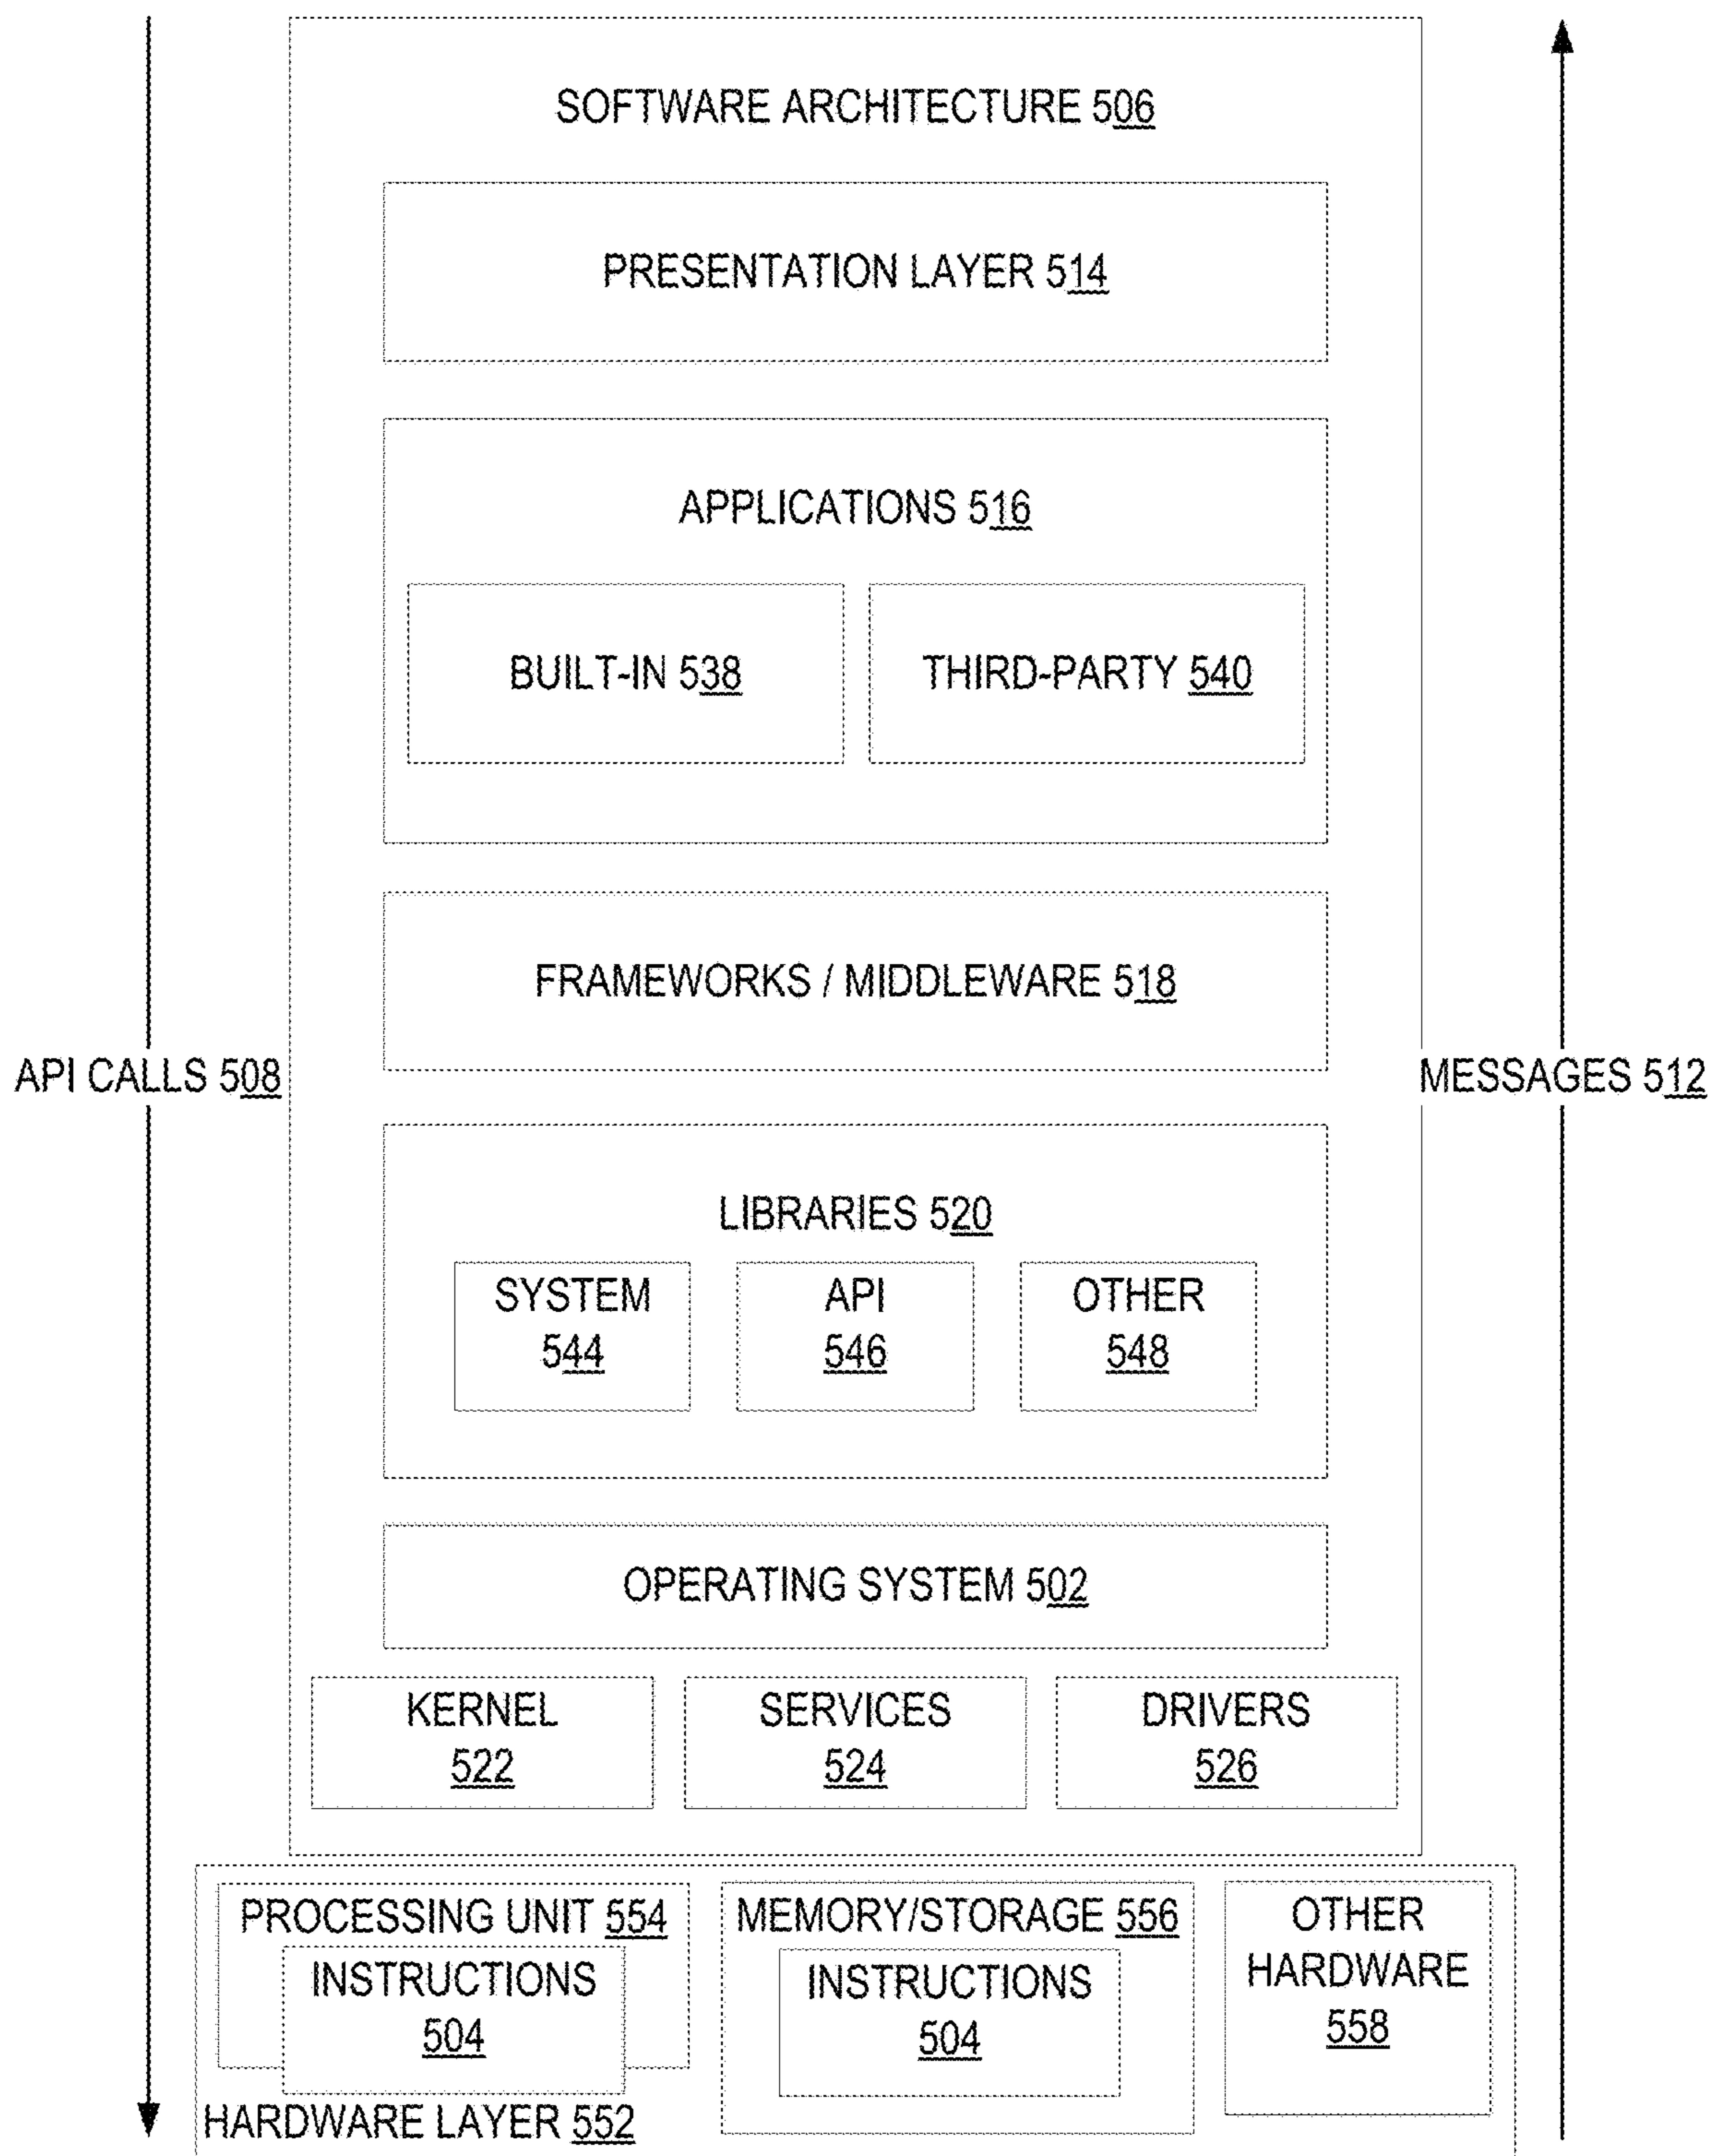 SOFTWARE ARCHITECTURE 506
PRESENTATION LAYER 514
APPLICATIONS 516
BUILT-IN 538
THIRD-PARTY 540
FRAMEWORKS / MIDDLEWARE 518
API CALLS 508
MESSAGES 512
LIBRARIES 520
SYSTEM
544
API
546
OTHER
548
OPERATING SYSTEM 502
KERNEL
522
SERVICES
524
DRIVERS
526
PROCESSING UNIT 554
INSTRUCTIONS
504
MEMORY/STORAGE 556
INSTRUCTIONS
504
OTHER
HARDWARE
558
HARDWARE LAYER 552